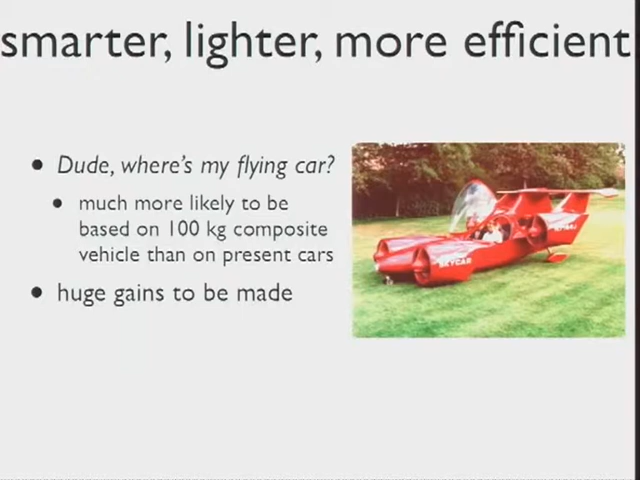 smarter, lighter, more efficient
• Dude, where's my flying car?
• much more likely to be
based on 100 kg composite
vehicle than on present cars
• huge gains to be made
SKYCAR